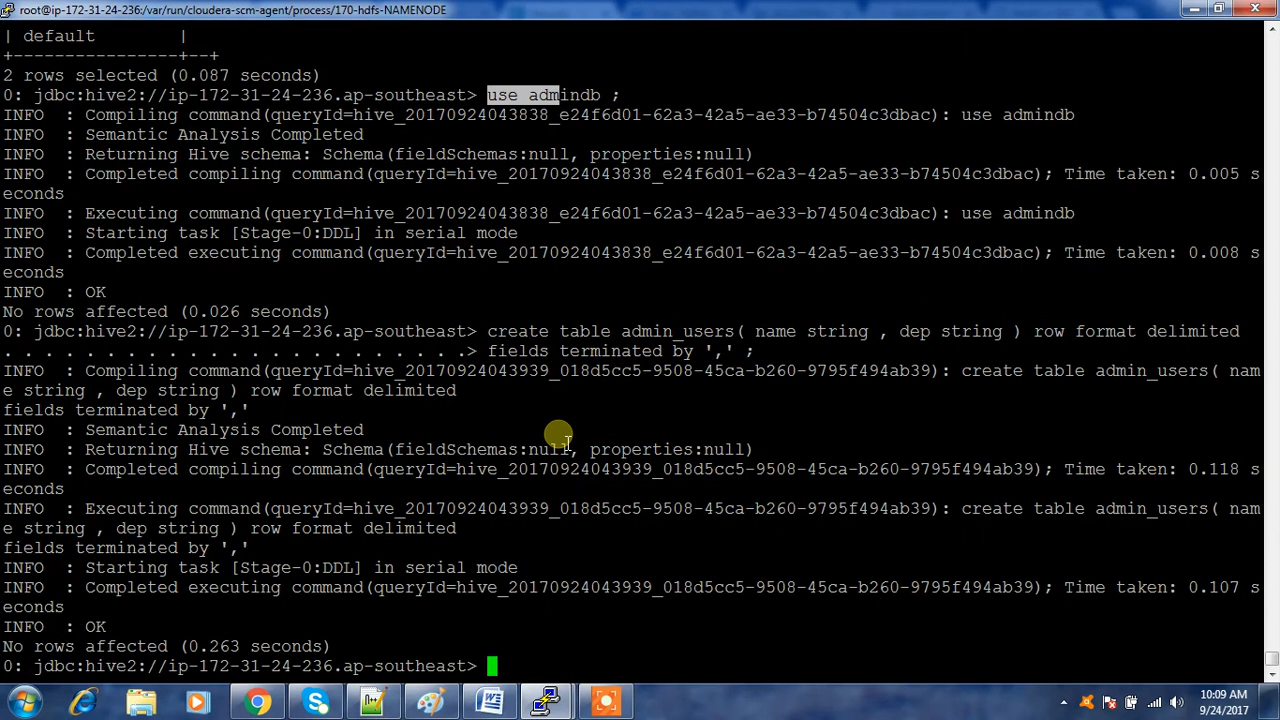 root@ip-172-31-24-236:/var/run/cloudera-scm-agent/process/170-hdfs-NAMENODE
| default        |
+----------------+--+
2 rows selected (0.087 seconds)
0: jdbc:hive2://ip-172-31-24-236.ap-southeast> use admindb ;
INFO  : Compiling command(queryId=hive_20170924043838_e24f6d01-62a3-42a5-ae33-b74504c3dbac): use admindb
INFO  : Semantic Analysis Completed
INFO  : Returning Hive schema: Schema(fieldSchemas:null, properties:null)
INFO  : Completed compiling command(queryId=hive_20170924043838_e24f6d01-62a3-42a5-ae33-b74504c3dbac); Time taken: 0.005 s
econds
INFO  : Executing command(queryId=hive_20170924043838_e24f6d01-62a3-42a5-ae33-b74504c3dbac): use admindb
INFO  : Starting task [Stage-0:DDL] in serial mode
INFO  : Completed executing command(queryId=hive_20170924043838_e24f6d01-62a3-42a5-ae33-b74504c3dbac); Time taken: 0.008 s
econds
INFO  : OK
No rows affected (0.026 seconds)
0: jdbc:hive2://ip-172-31-24-236.ap-southeast> create table admin_users( name string , dep string ) row format delimited
. . . . . . . . . . . . . . . . . . . . . . .> fields terminated by ',' ;
INFO  : Compiling command(queryId=hive_20170924043939_018d5cc5-9508-45ca-b260-9795f494ab39): create table admin_users( nam
e string , dep string ) row format delimited
fields terminated by ','
INFO  : Semantic Analysis Completed
INFO  : Returning Hive schema: Schema(fieldSchemas:null, properties:null)
INFO  : Completed compiling command(queryId=hive_20170924043939_018d5cc5-9508-45ca-b260-9795f494ab39); Time taken: 0.118 s
econds
INFO  : Executing command(queryId=hive_20170924043939_018d5cc5-9508-45ca-b260-9795f494ab39): create table admin_users( nam
e string , dep string ) row format delimited
fields terminated by ','
INFO  : Starting task [Stage-0:DDL] in serial mode
INFO  : Completed executing command(queryId=hive_20170924043939_018d5cc5-9508-45ca-b260-9795f494ab39); Time taken: 0.107 s
econds
INFO  : OK
No rows affected (0.263 seconds)
0: jdbc:hive2://ip-172-31-24-236.ap-southeast>
10:09 AM
9/24/2017